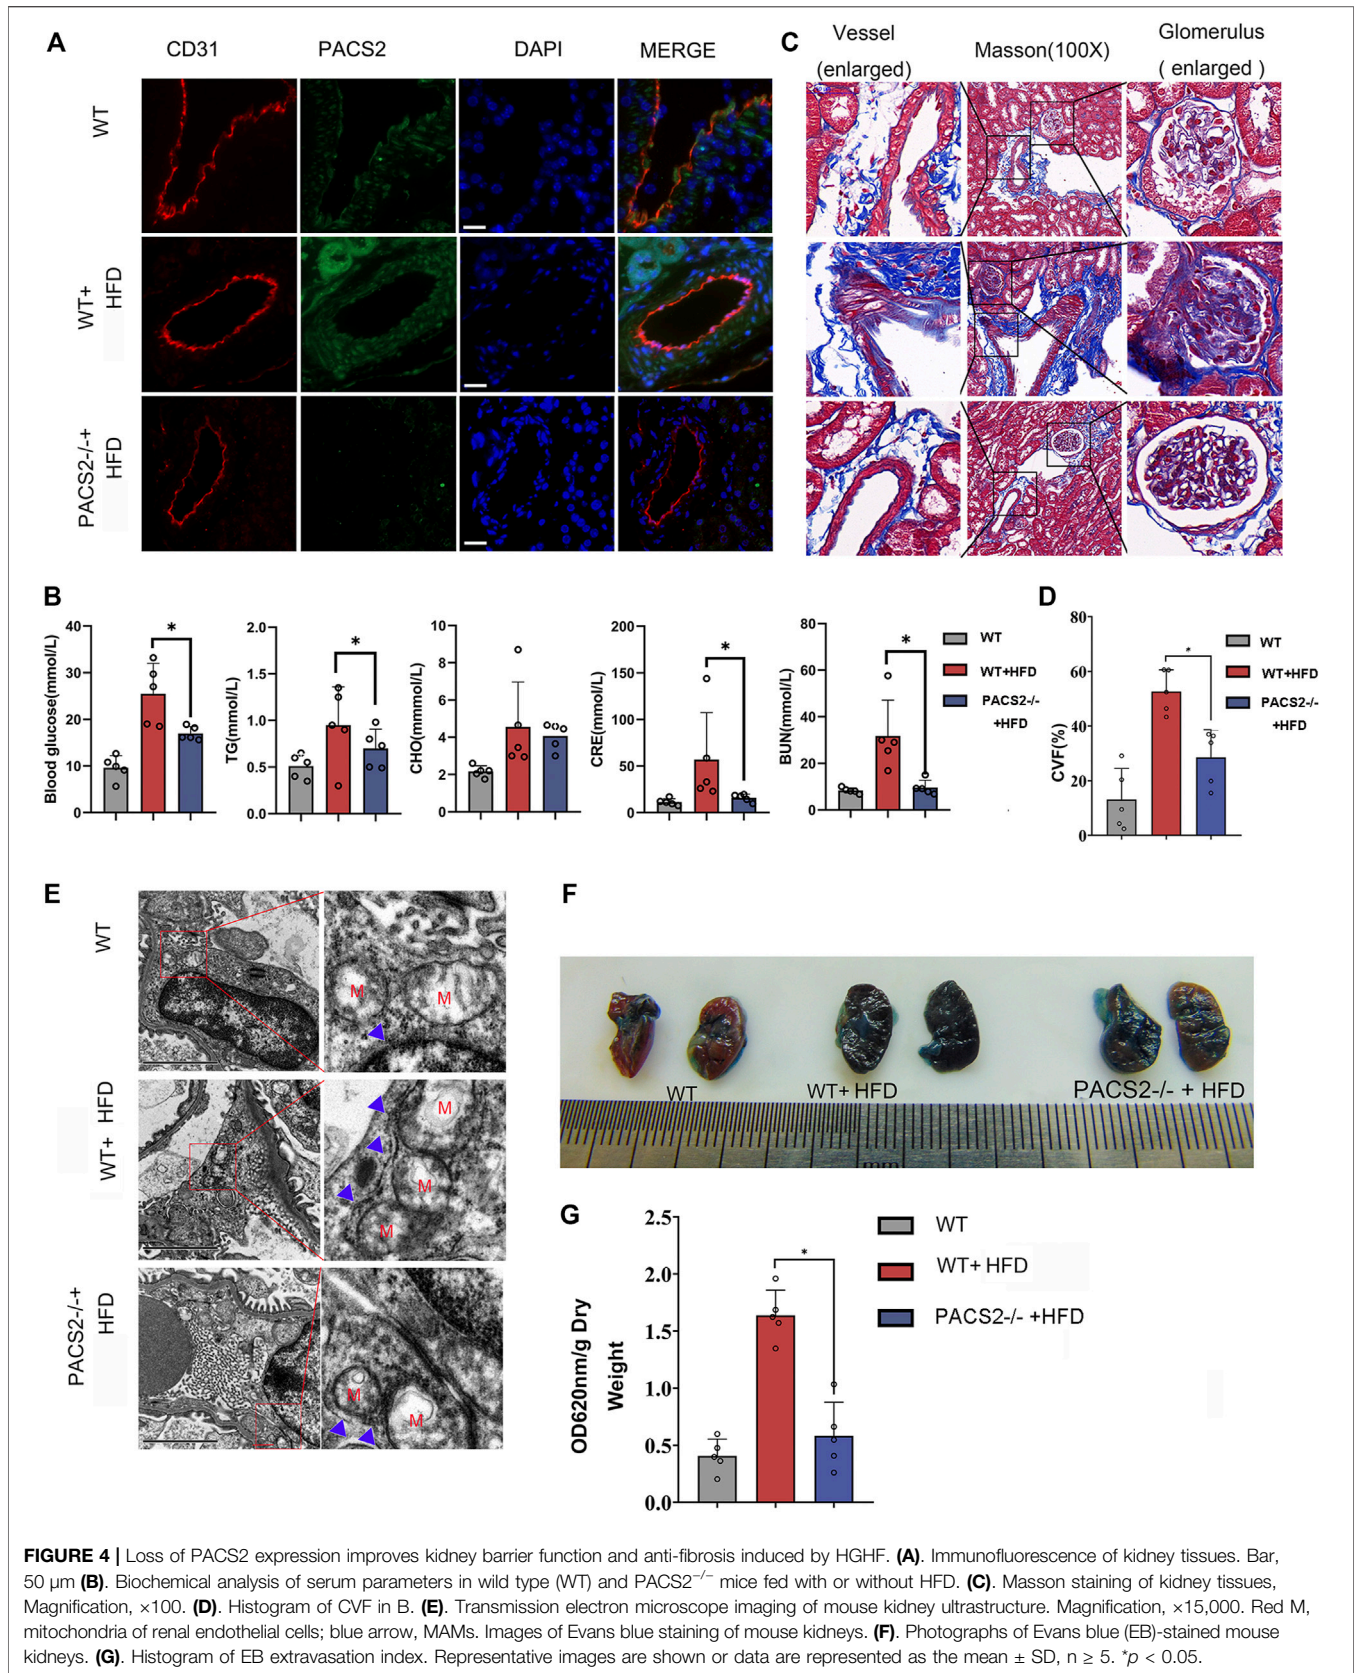 A
CD31
PACS2
DAPI
MERGE
WT
WT+
HFD
PACS2-/-+
HFD
C
Vessel
(enlarged)
Masson(100X)
Glomerulus
( enlarged )
B
Blood glucose(mmol/L)
40
30
20
10
0
*
TG(mmol/L)
2.0
1.5
1.0
0.5
0.0
*
CHO(mmmol/L)
10
8
6
4
2
0
CRE(mmol/L)
200
150
100
50
0
*
BUN(mmol/L)
80
60
40
20
0
*
WT
WT+HFD
PACS2-/-
+HFD
D
CVF(%)
80
60
40
20
0
*
WT
WT+HFD
PACS2-/-
+HFD
E
WT
M
M
WT+ HFD
M
M
M
PACS2-/-+
HFD
M
M
F
WT
WT+ HFD
PACS2-/- + HFD
mm
G
OD620nm/g Dry
Weight
2.5
2.0
1.5
1.0
0.5
0.0
*
WT
WT+ HFD
PACS2-/- +HFD
FIGURE 4 | Loss of PACS2 expression improves kidney barrier function and anti-fibrosis induced by HGHF. (A). Immunofluorescence of kidney tissues. Bar,
50 μm (B). Biochemical analysis of serum parameters in wild type (WT) and PACS2−/− mice fed with or without HFD. (C). Masson staining of kidney tissues,
Magnification, ×100. (D). Histogram of CVF in B. (E). Transmission electron microscope imaging of mouse kidney ultrastructure. Magnification, ×15,000. Red M,
mitochondria of renal endothelial cells; blue arrow, MAMs. Images of Evans blue staining of mouse kidneys. (F). Photographs of Evans blue (EB)-stained mouse
kidneys. (G). Histogram of EB extravasation index. Representative images are shown or data are represented as the mean ± SD, n ≥ 5. *p < 0.05.